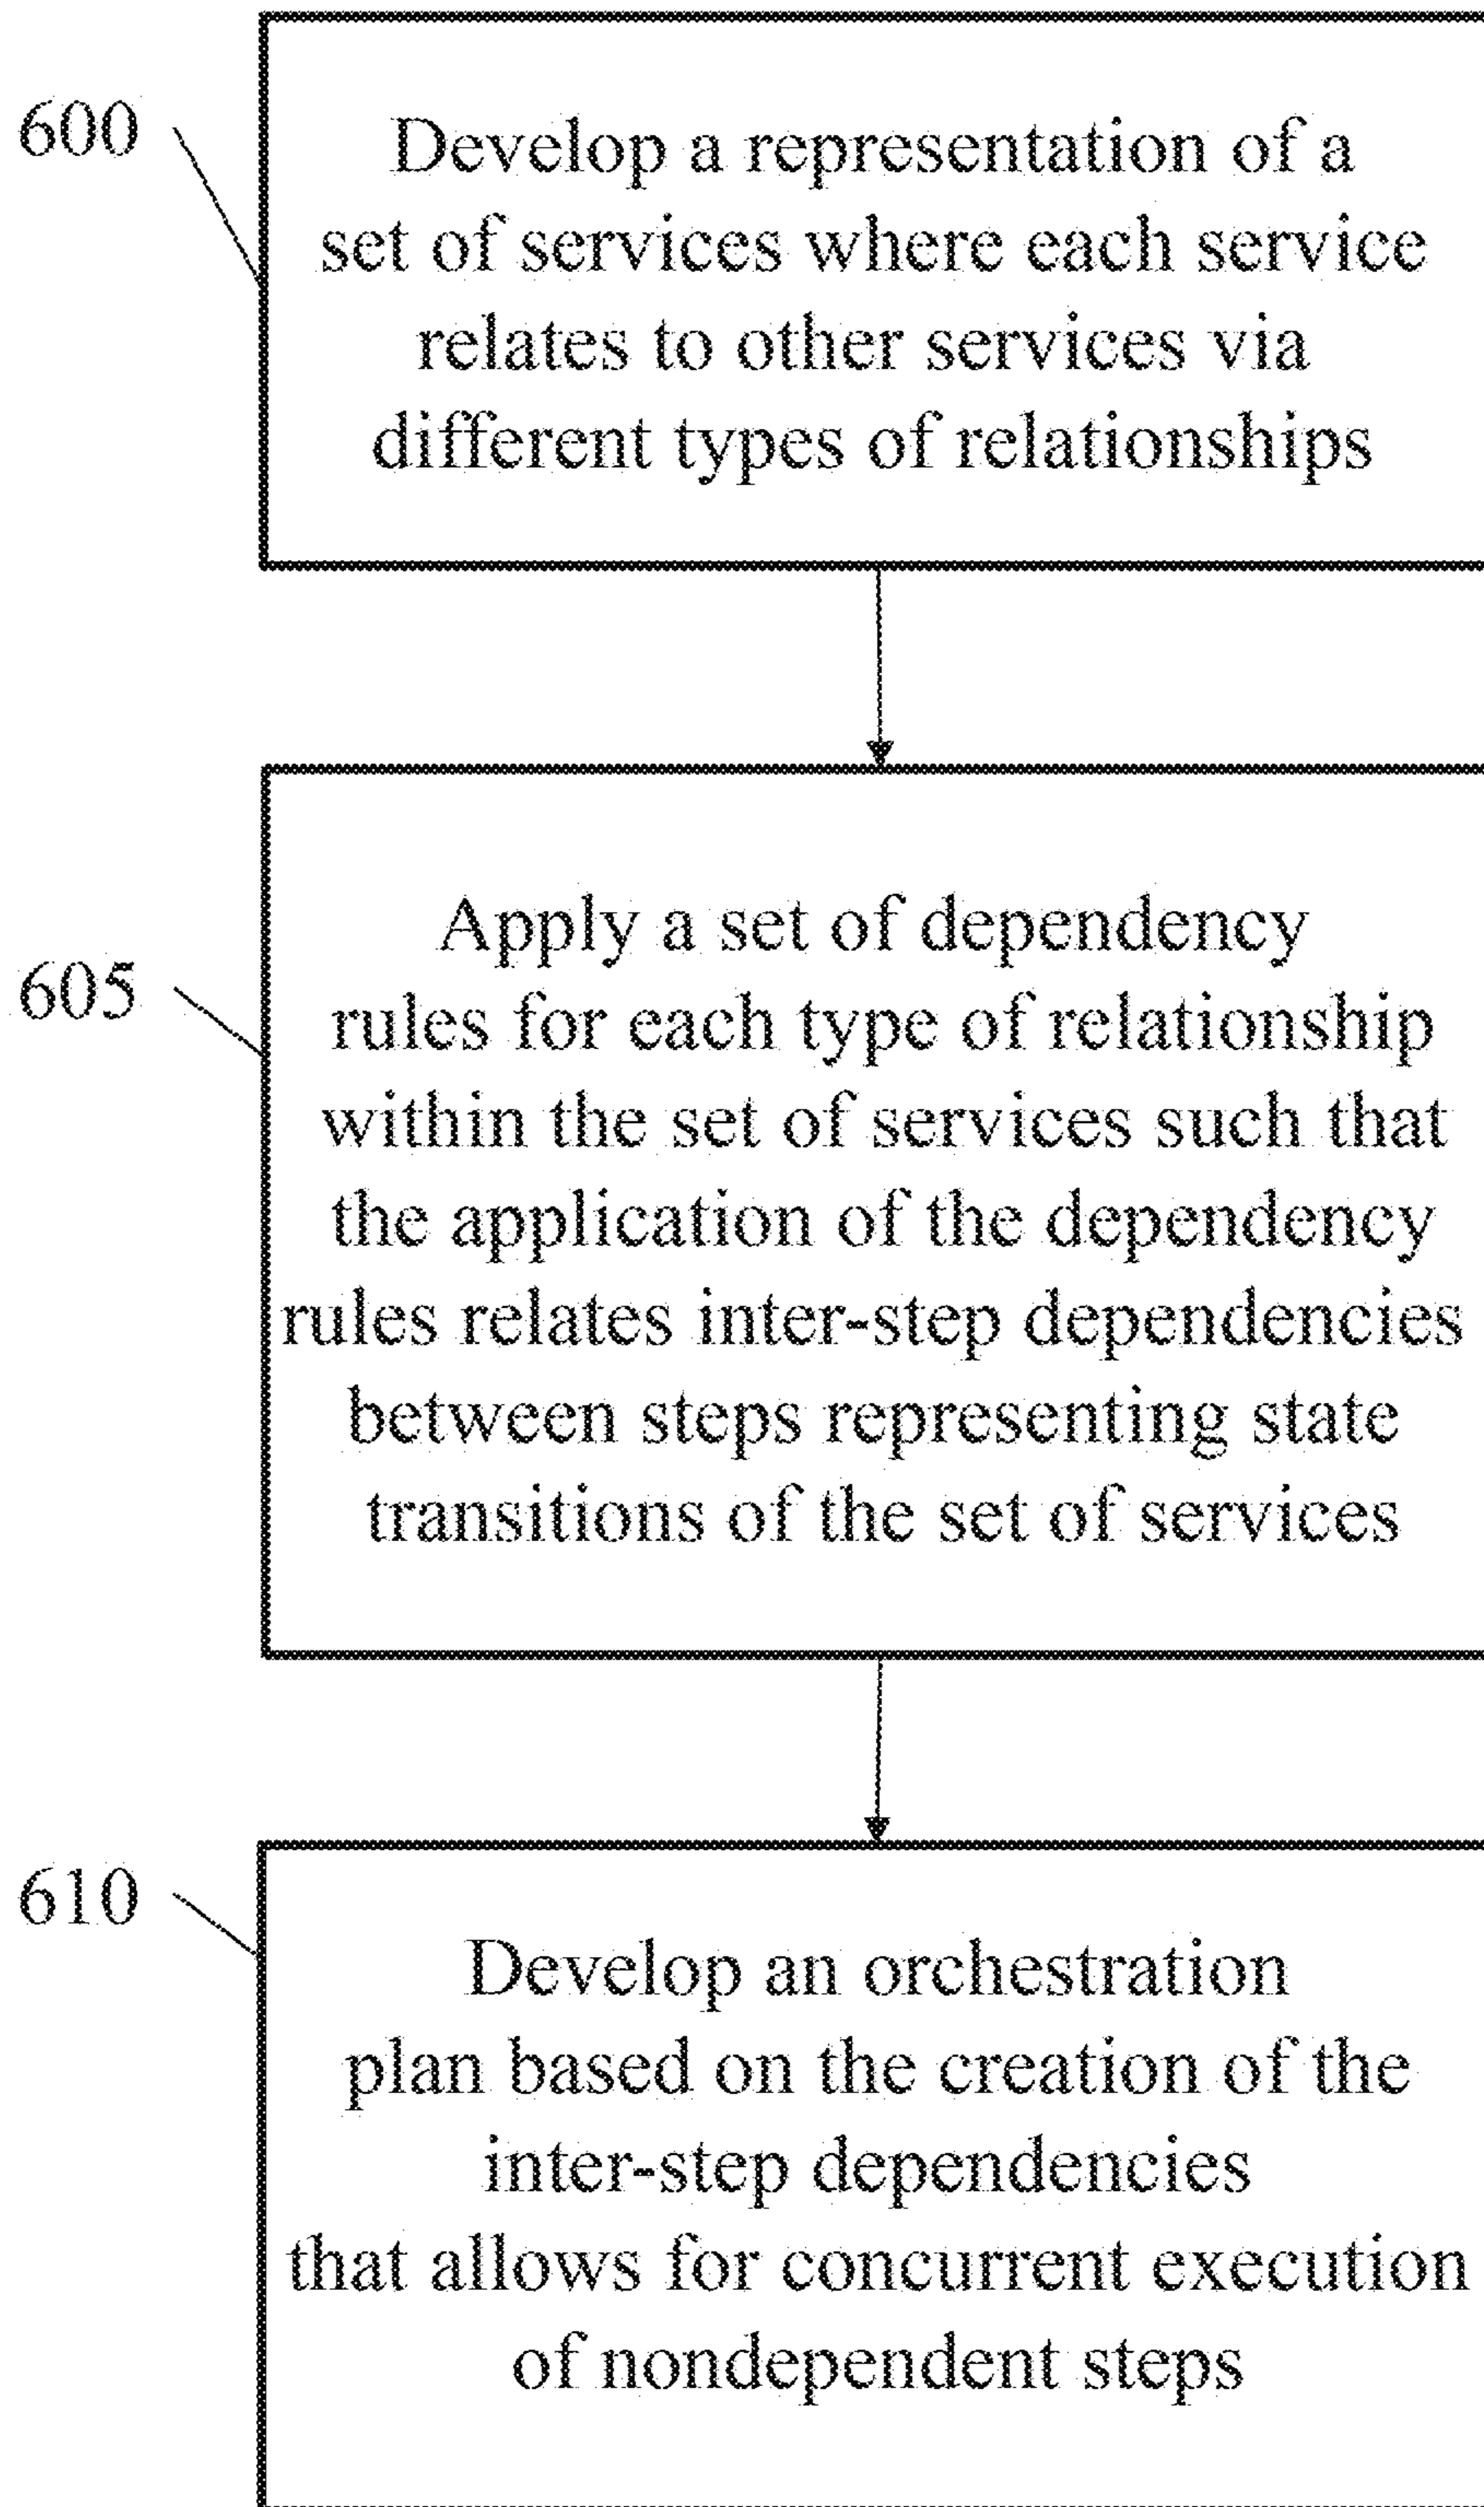 600
Develop a representation of a
set of services where each service
relates to other services via
different types of relationships
605
Apply a set of dependency
rules for each type of relationship
within the set of services such that
the application of the dependency
rules relates inter-step dependencies
between steps representing state
transitions of the set of services
610
Develop an orchestration
plan based on the creation of the
inter-step dependencies
that allows for concurrent execution
of nondependent steps